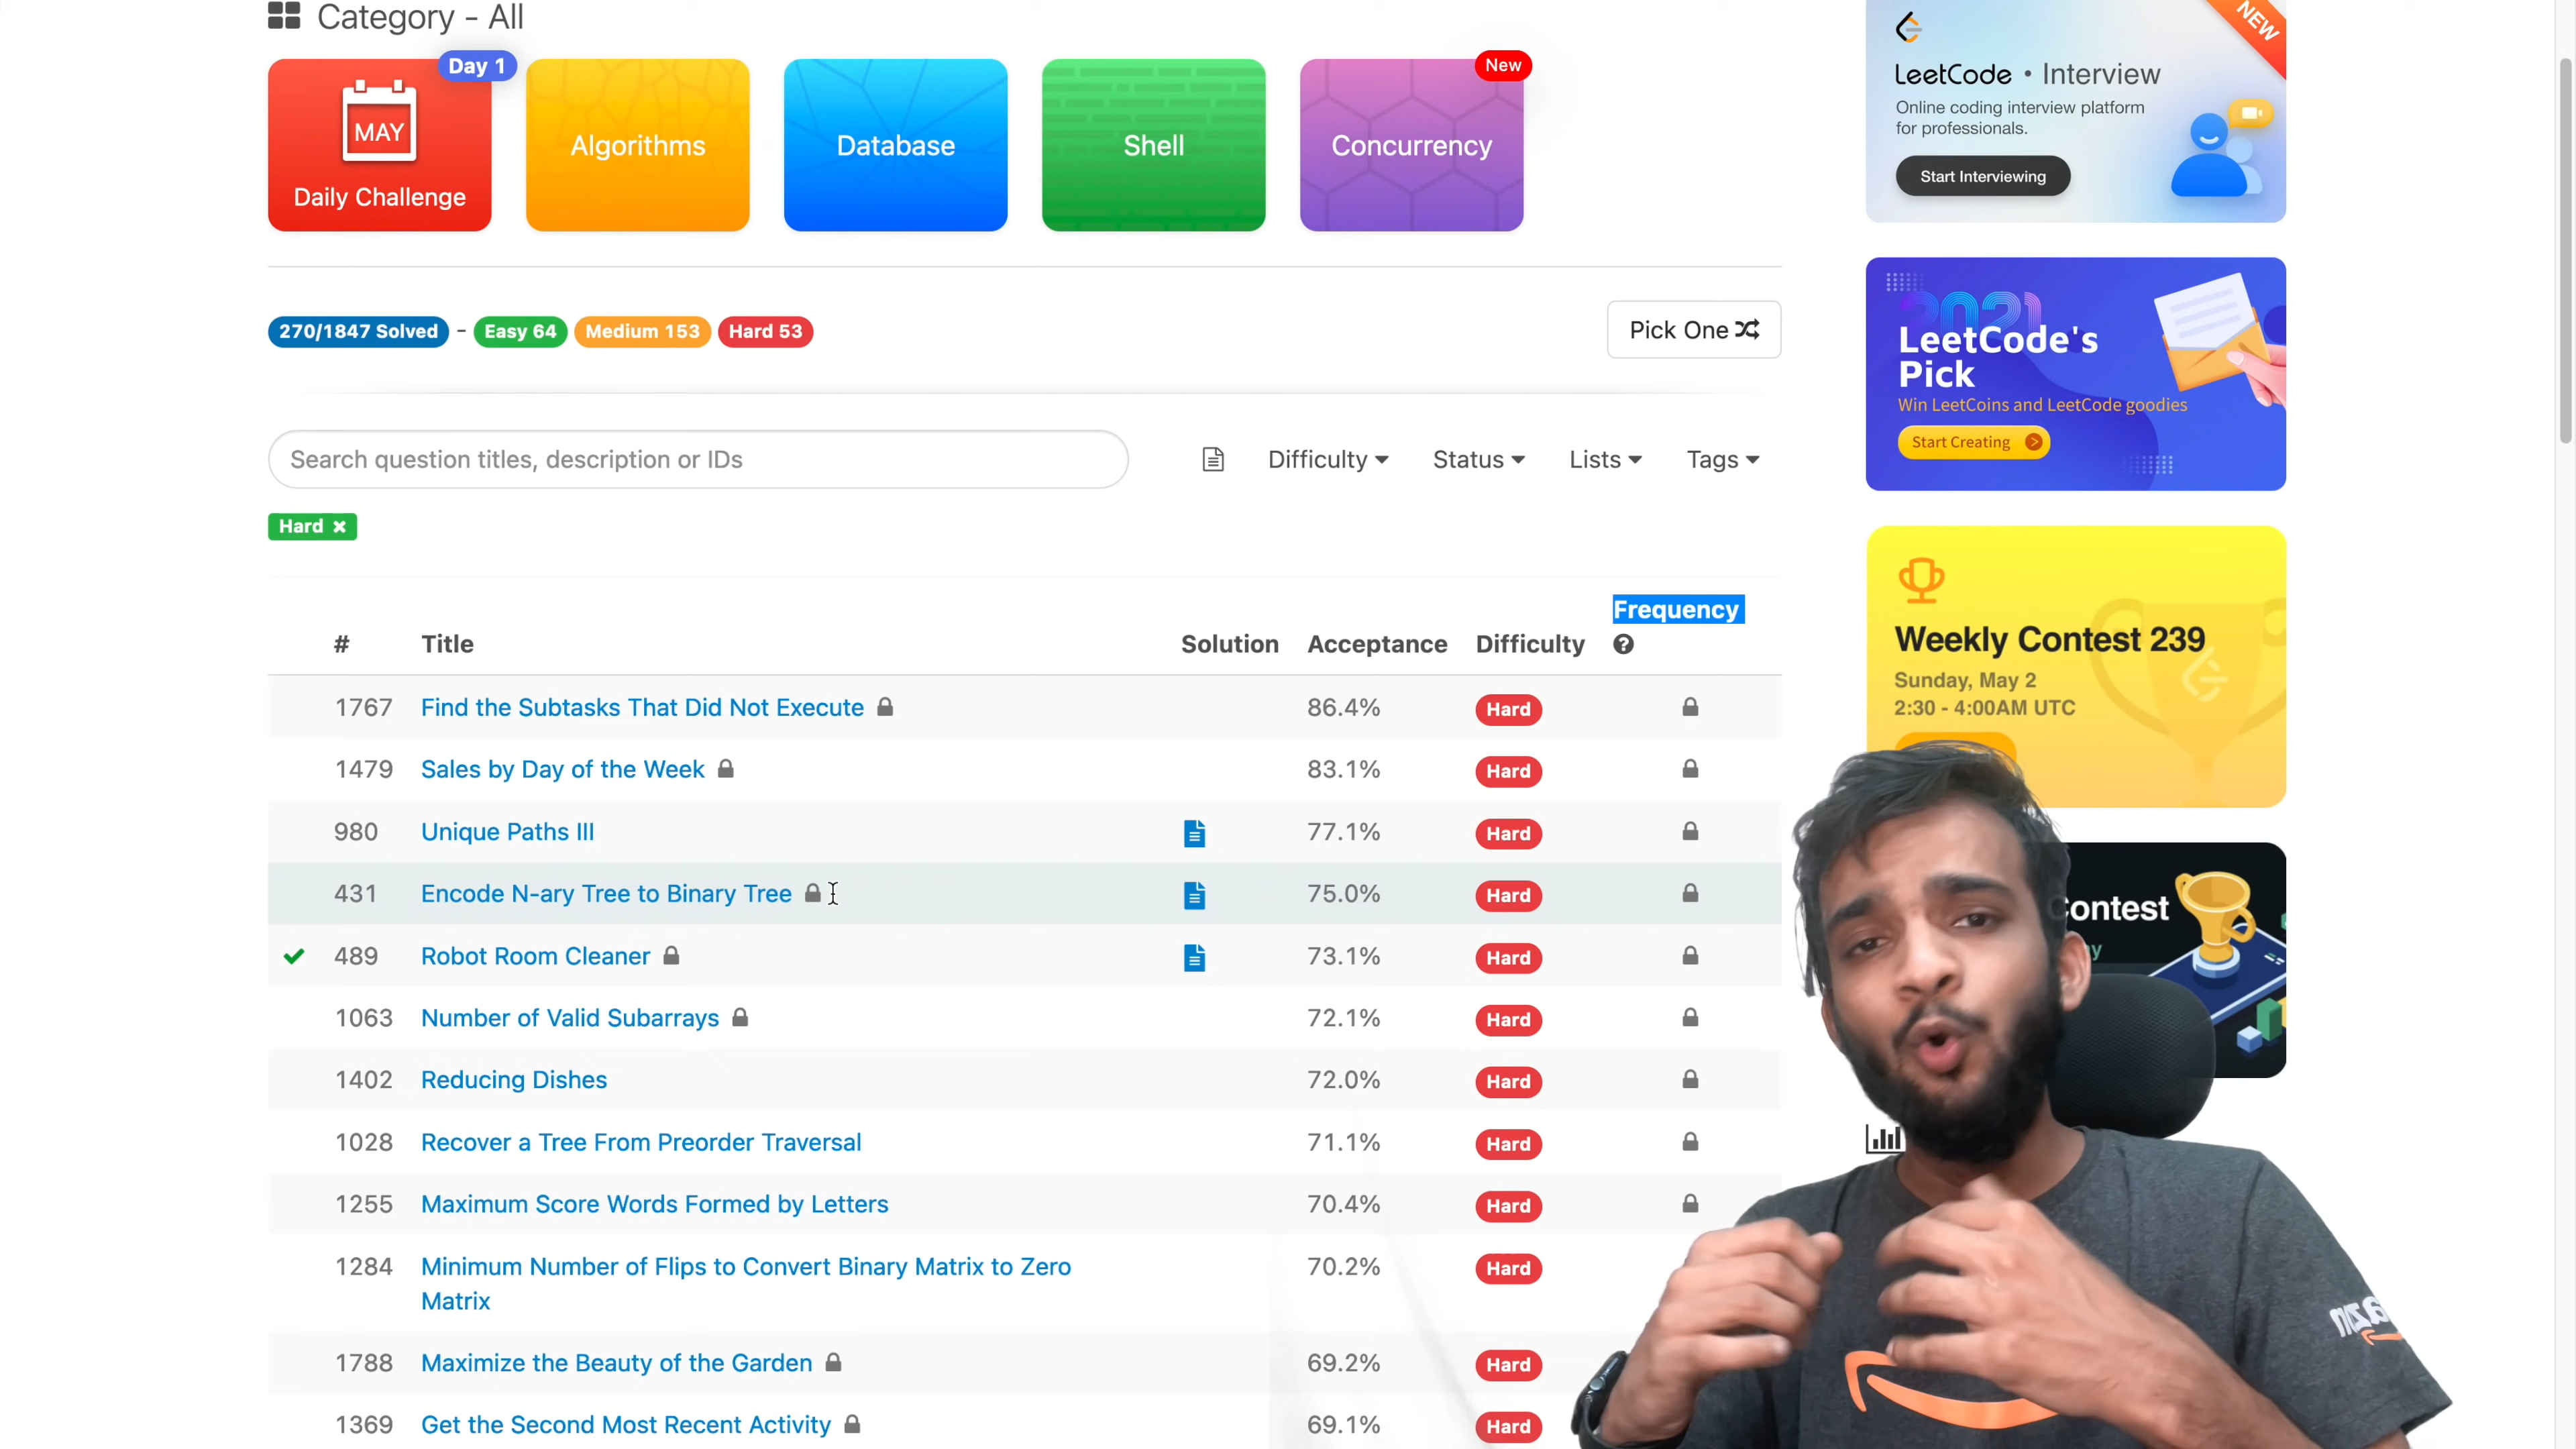 Category - All
Day 1
MAY
Daily Challenge
Algorithms
Database
Shell
New
Concurrency
270/1847 Solved - Easy 64 Medium 153 Hard 53
Pick One
Search question titles, description or IDs
Difficulty Status Lists Tags
Hard ×
# Title Solution Acceptance Difficulty Frequency
1767 Find the Subtasks That Did Not Execute 86.4% Hard
1479 Sales by Day of the Week 83.1% Hard
980 Unique Paths III 77.1% Hard
431 Encode N-ary Tree to Binary Tree 75.0% Hard
489 Robot Room Cleaner 73.1% Hard
1063 Number of Valid Subarrays 72.1% Hard
1402 Reducing Dishes 72.0% Hard
1028 Recover a Tree From Preorder Traversal 71.1% Hard
1255 Maximum Score Words Formed by Letters 70.4% Hard
1284 Minimum Number of Flips to Convert Binary Matrix to Zero 70.2% Hard
Matrix
1788 Maximize the Beauty of the Garden 69.2% Hard
1369 Get the Second Most Recent Activity 69.1% Hard
NEW
LeetCode • Interview
Online coding interview platform
for professionals.
Start Interviewing
2021
LeetCode's
Pick
Win LeetCoins and LeetCode goodies
Start Creating
Weekly Contest 239
Sunday, May 2
2:30 - 4:00AM UTC
Contest